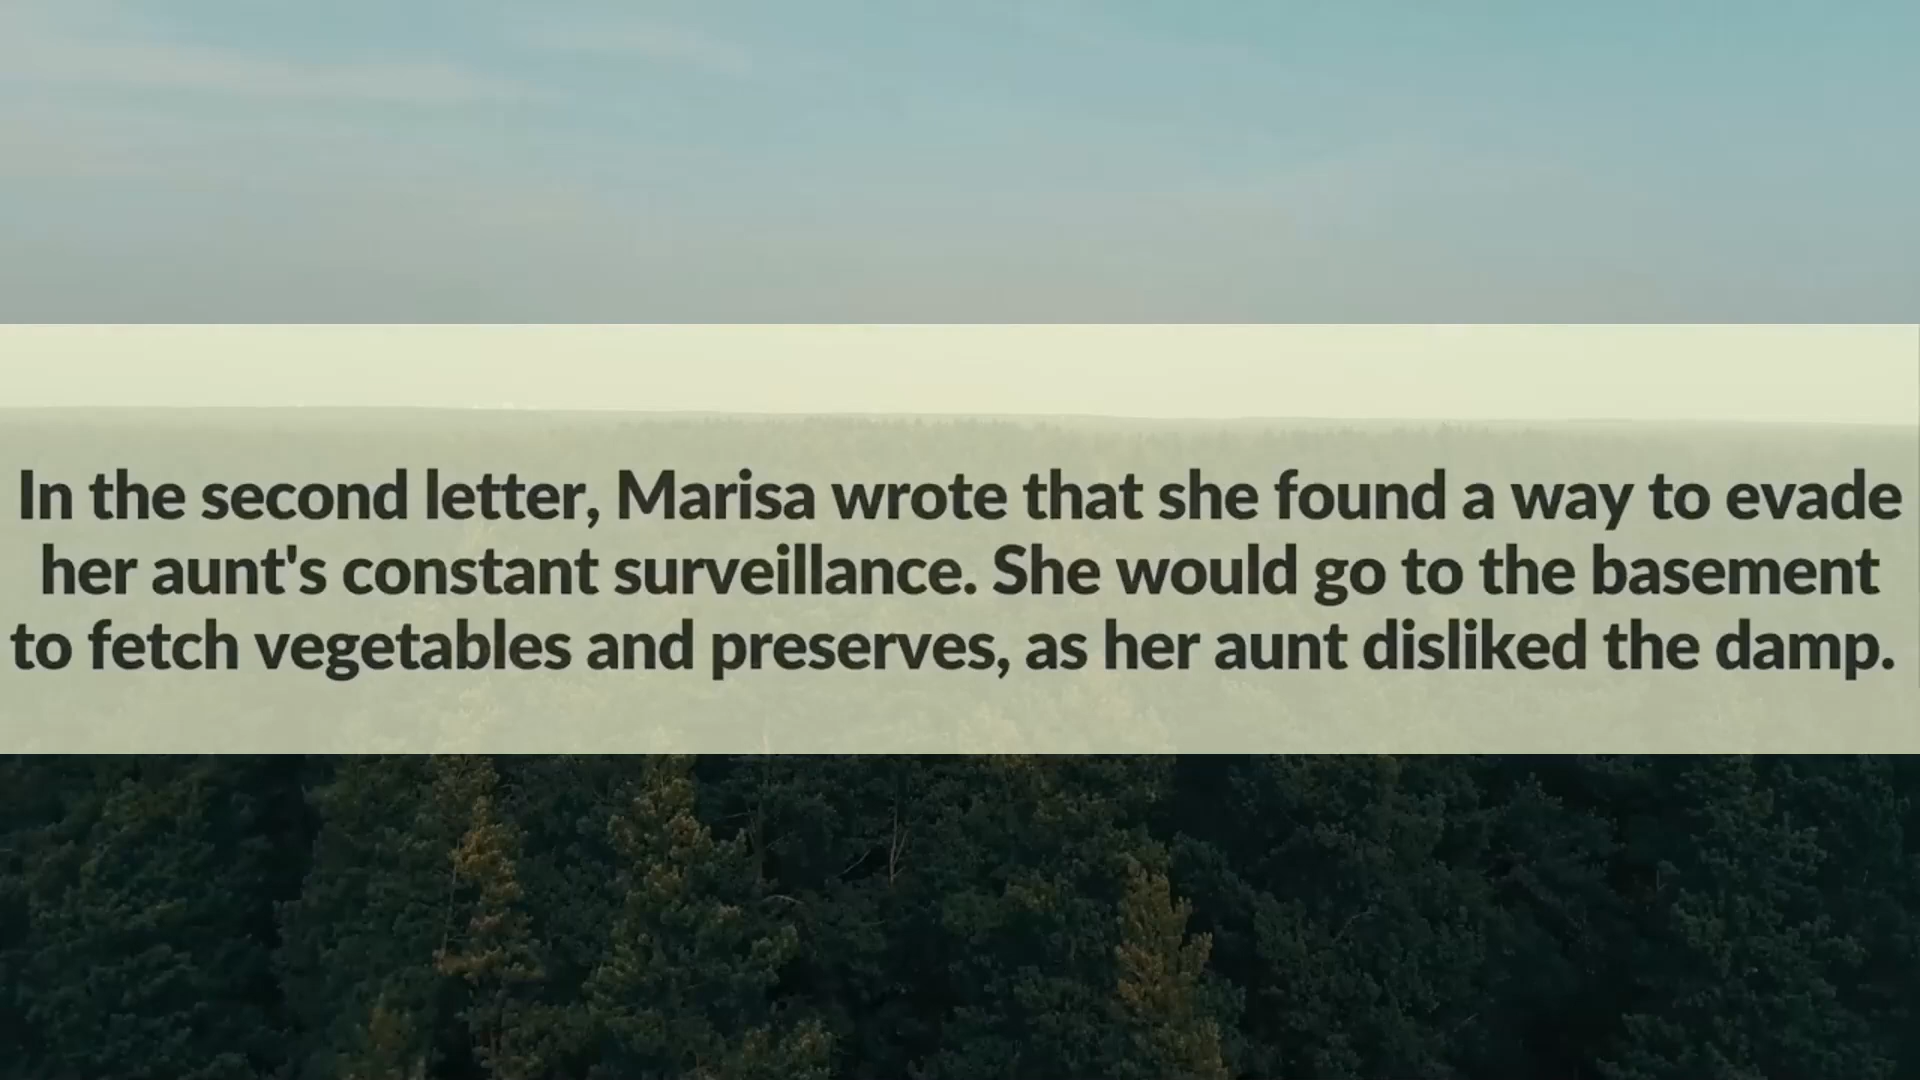 In the second letter, Marisa wrote that she found a way to evade
her aunt's constant surveillance. She would go to the basement
to fetch vegetables and preserves, as her aunt disliked the damp.